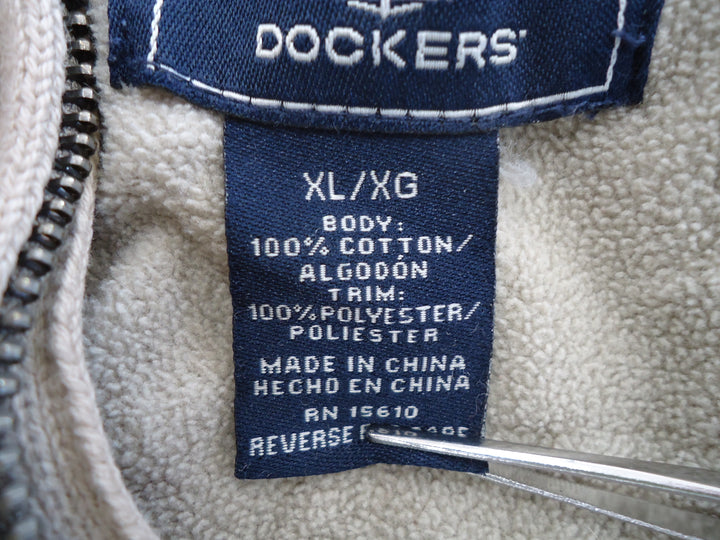 DOCKERS
XL/XG
BODY:
100% COTTON/
ALGODÓN
TRIM:
100%POLYESTER/
POLIESTER
MADE IN CHINA
HECHO EN CHINA
RN 15610
REVERSE